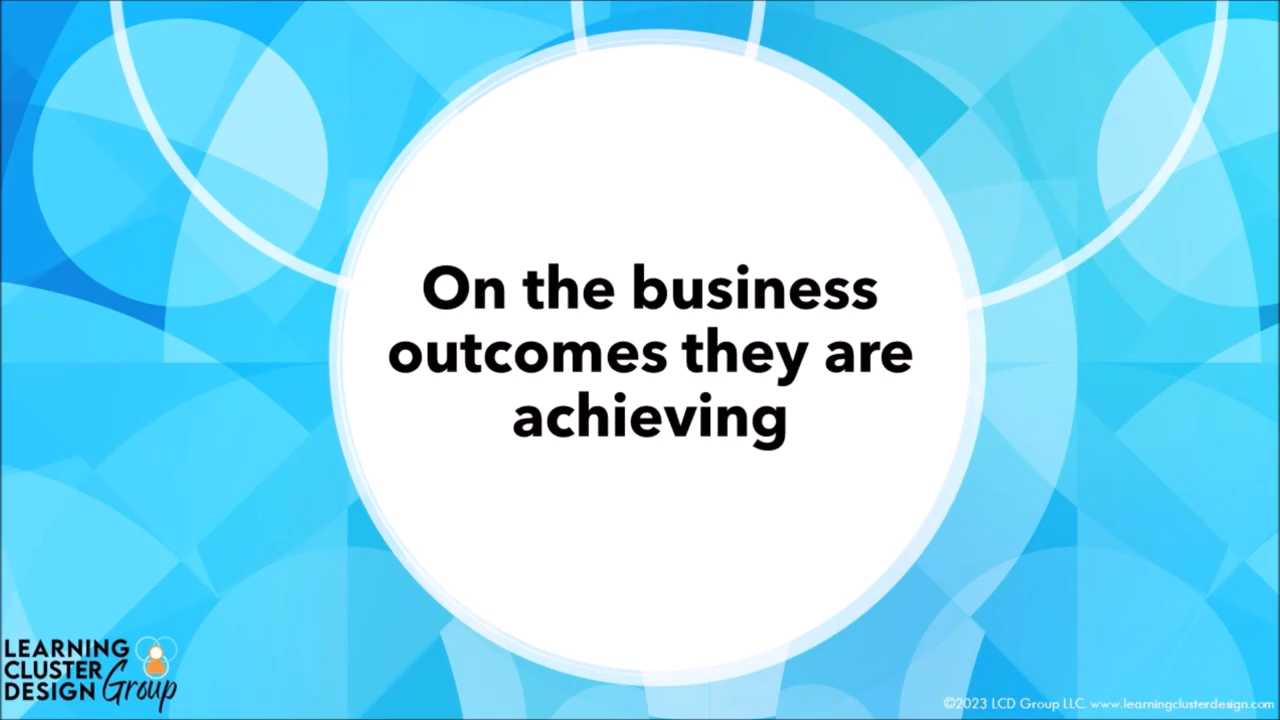 On the business
outcomes they are
achieving
LEARNING
CLUSTER
DESIGN Group
©2023 LCD Group LLC. www.learningclusterdesign.com